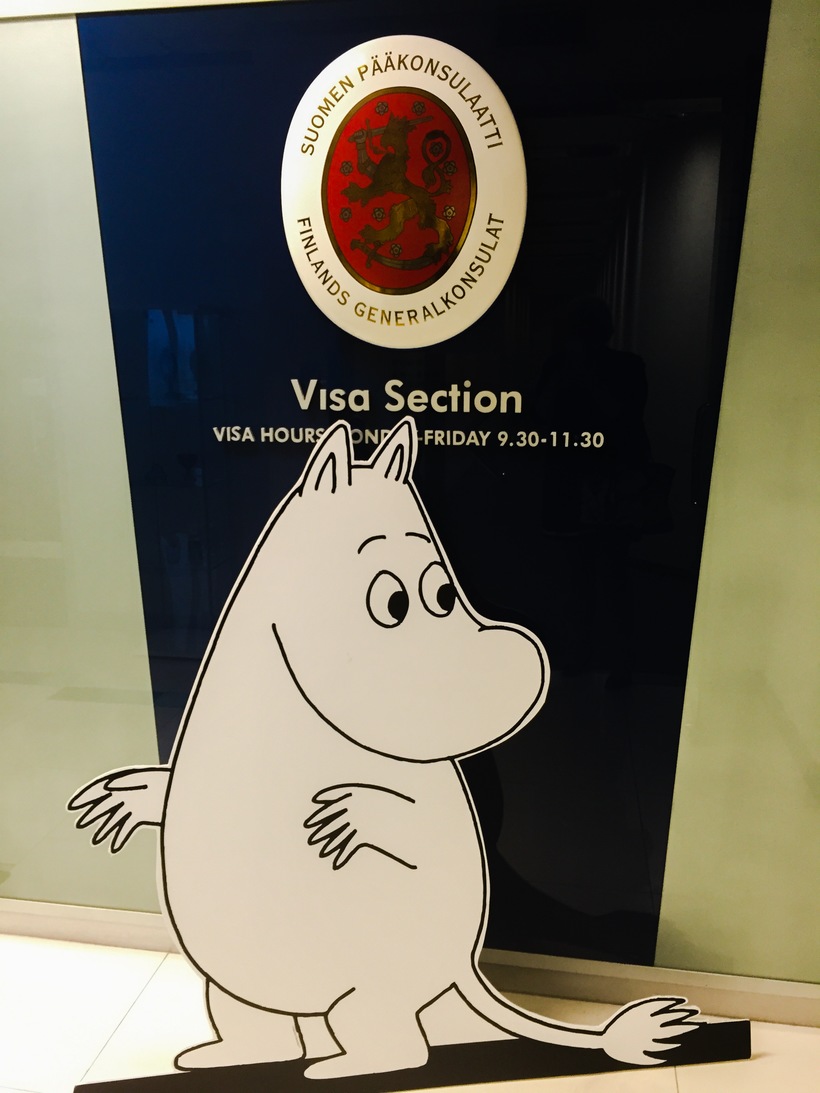 SUOMEN PÄÄKONSULAATTI
FINLANDS GENERALKONSULAT
Visa Section
VISA HOURS FRIDAY 9.30-11.30